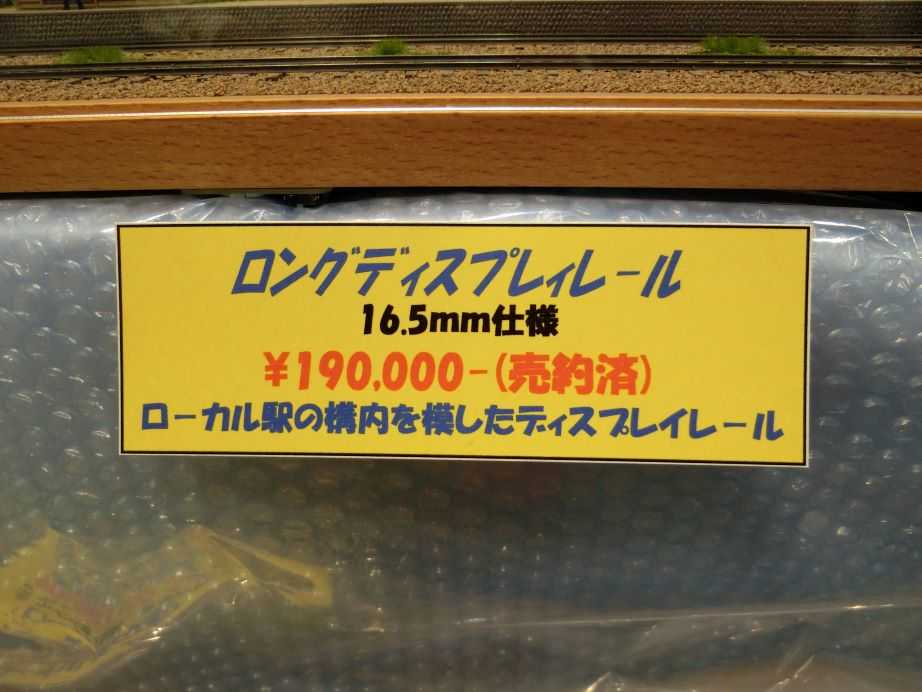 ロングディスプレィレール
16.5mm仕様
¥190,000-(売約済)
ローカル駅の構内を模したディスプレイレール